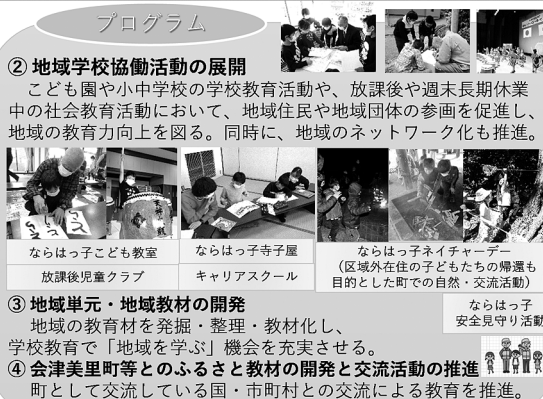 プログラム
② 地域学校協働活動の展開
こども園や小中学校の学校教育活動や、放課後や週末長期休業
中の社会教育活動において、地域住民や地域団体の参画を促進し、
地域の教育力向上を図る。同時に、地域のネットワーク化も推進。
ならはっ子こども教室
放課後児童クラブ
ならはっ子寺子屋
キャリアスクール
ならはっ子ネイチャーデー
（区域外在住の子どもたちの帰還も
目的とした町での自然・交流活動）
③ 地域単元・地域教材の開発
地域の教育材を発掘・整理・教材化し、
学校教育で「地域を学ぶ」機会を充実させる。
ならはっ子
安全見守り活動
④ 会津美里町等とのふるさと教材の開発と交流活動の推進
町として交流している国・市町村との交流による教育を推進。